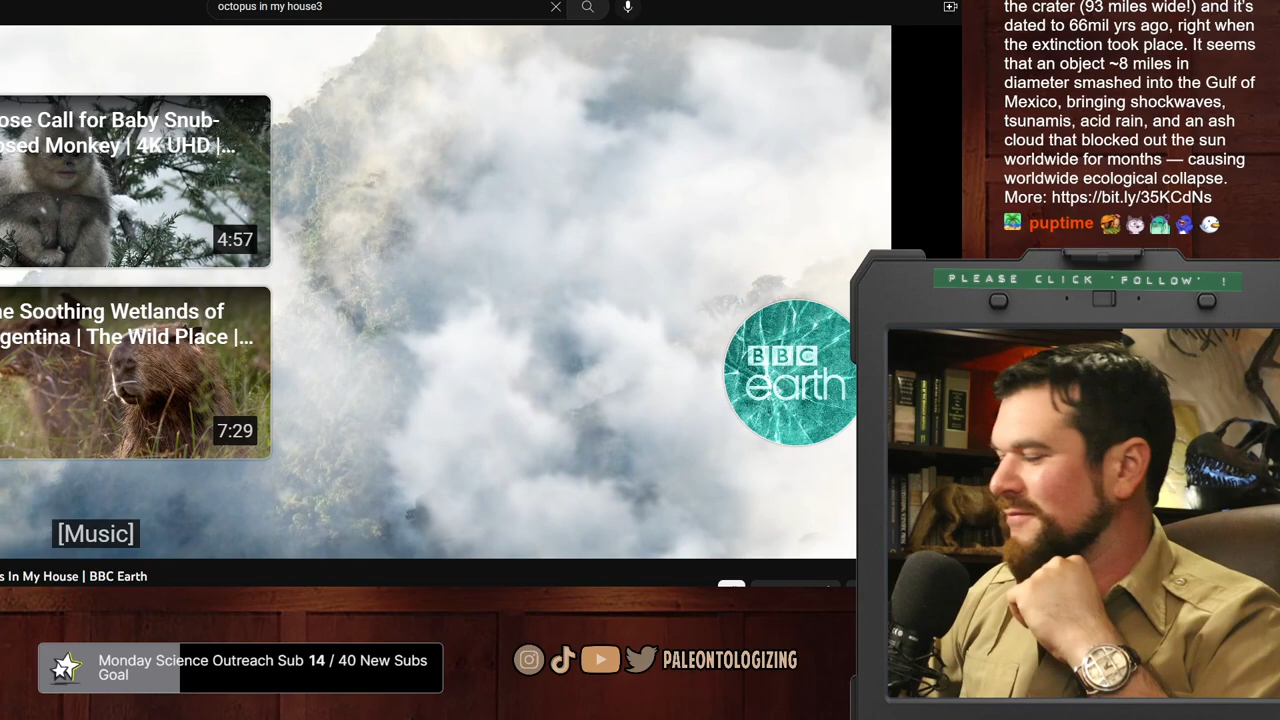 octopus in my house3
ose Call for Baby Snub-
osed Monkey | 4K UHD |...
4:57
ne Soothing Wetlands of
gentina | The Wild Place |...
7:29
BBC
earth
[Music]
s In My House | BBC Earth
Monday Science Outreach Sub 14 / 40 New Subs
Goal
PALEONTOLOGIZING
the crater (93 miles wide!) and it's
dated to 66mil yrs ago, right when
the extinction took place. It seems
that an object ~8 miles in
diameter smashed into the Gulf of
Mexico, bringing shockwaves,
tsunamis, acid rain, and an ash
cloud that blocked out the sun
worldwide for months — causing
worldwide ecological collapse.
More: https://bit.ly/35KCdNs
puptime
PLEASE CLICK 'FOLLOW' !